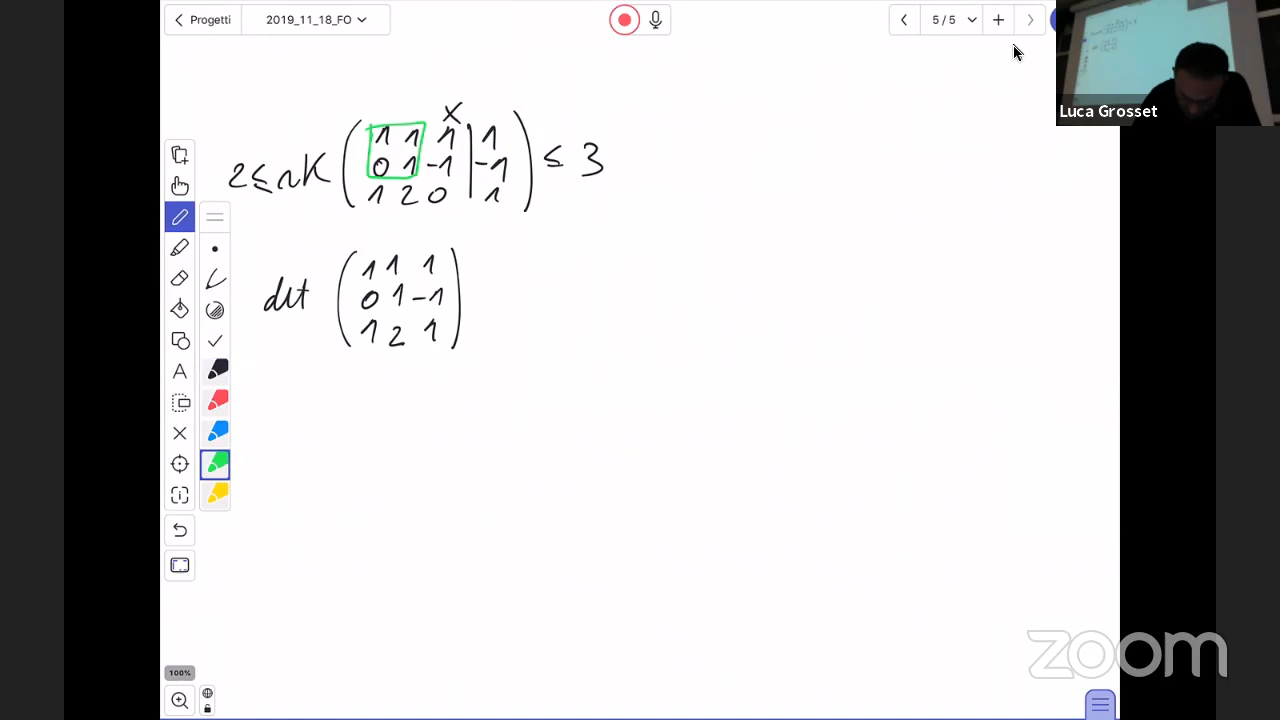 Progetti 2019_11_18_FO 5/5
Luca Grosset
x
2 ≤ rk ( 1 1 1 | 1
0 1 -1 | -1
1 2 0 | 1 ) ≤ 3
det ( 1 1 1
0 1 -1
1 2 1 )
A
100%
zoom